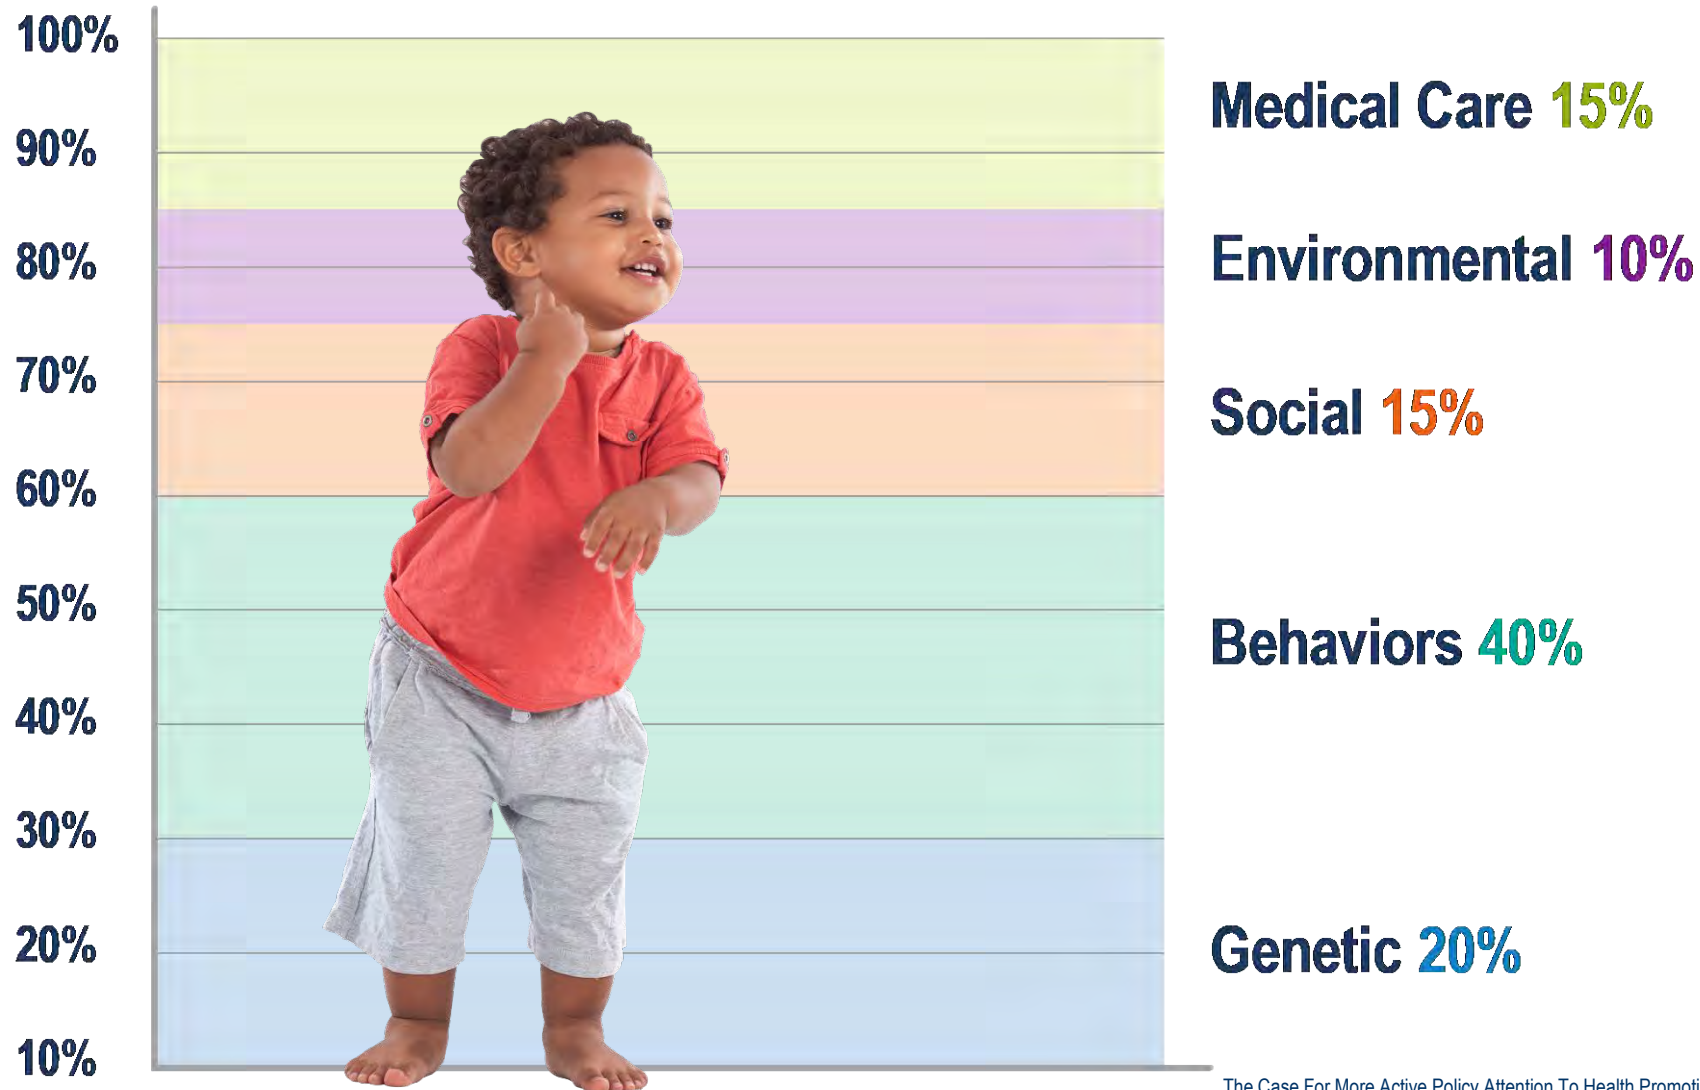 100%
90%
80%
70%
60%
50%
40%
30%
20%
10%
Medical Care 15%
Environmental 10%
Social 15%
Behaviors 40%
Genetic 20%
The Case For More Active Policy Attention To Health